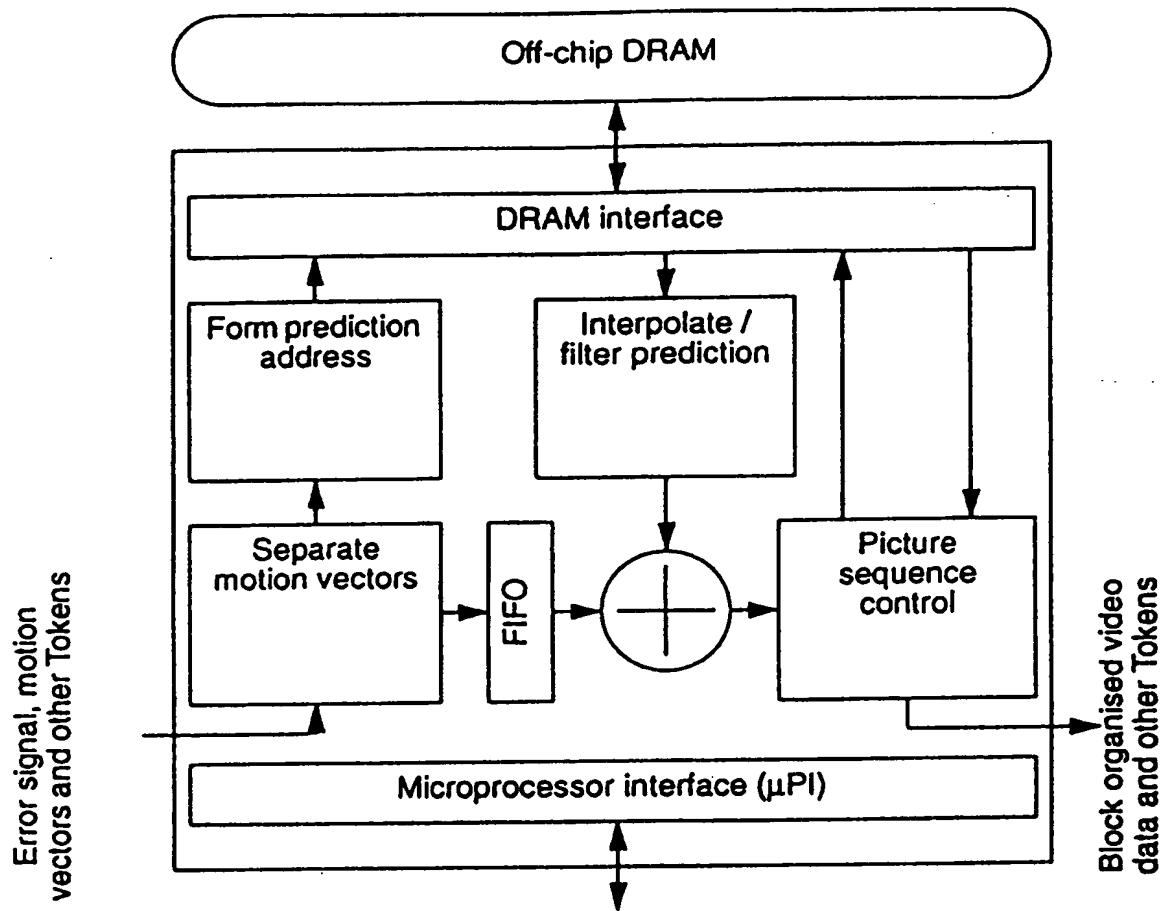 Off-chip DRAM
DRAM interface
Form prediction
address
Interpolate /
filter prediction
Separate
motion vectors
FIFO
Picture
sequence
control
Error signal, motion
vectors and other Tokens
Block organised video
data and other Tokens
Microprocessor interface (µPI)